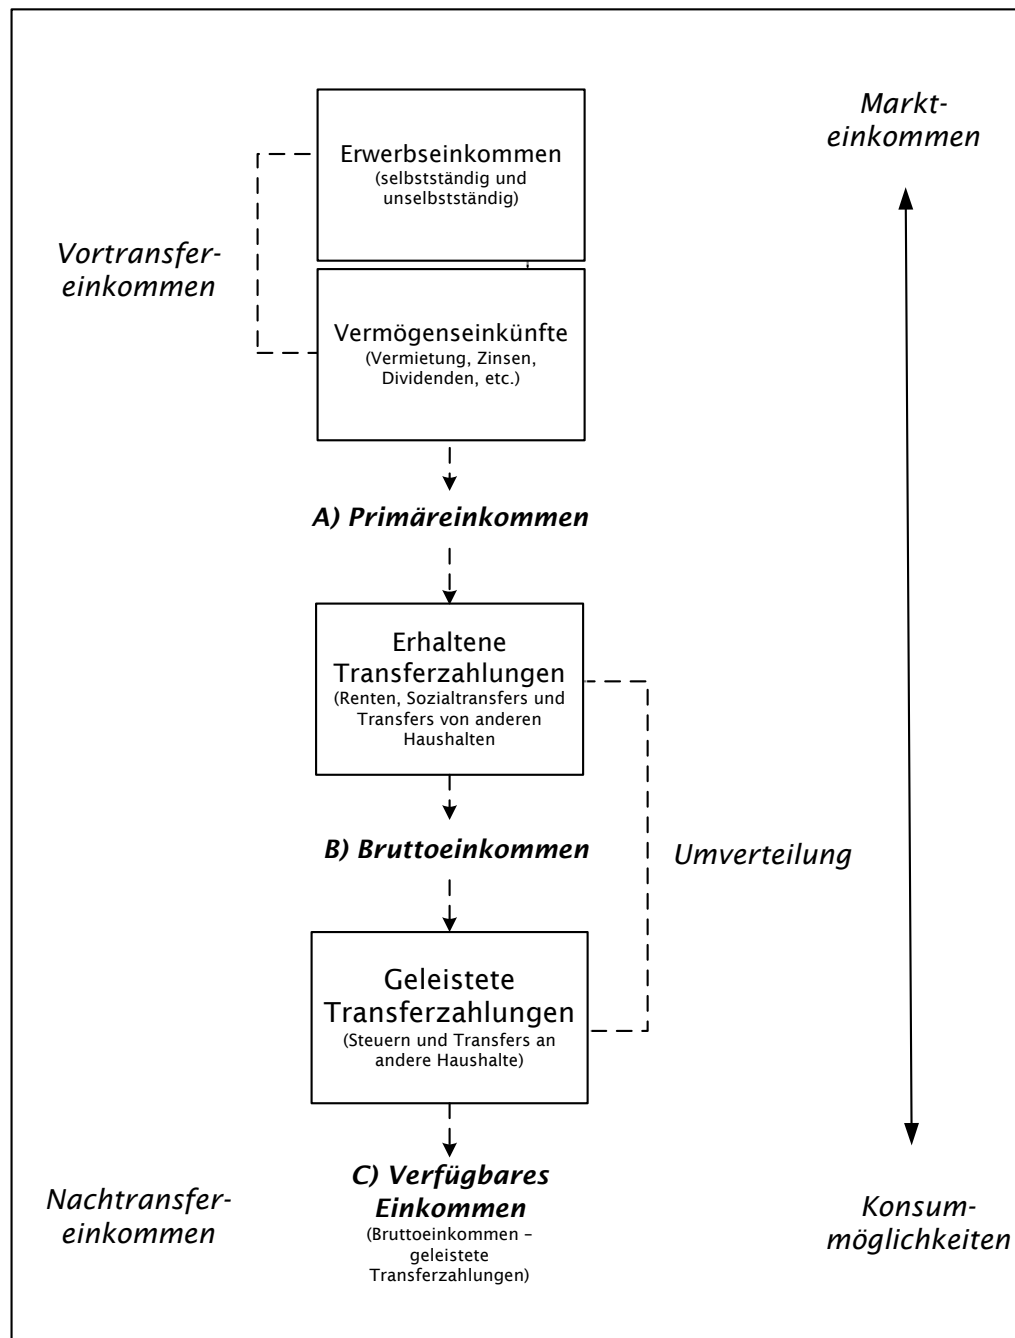 Markt-
einkommen
Erwerbseinkommen
(selbstständig und
unselbstständig)
Vortransfer-
einkommen
Vermögenseinkünfte
(Vermietung, Zinsen,
Dividenden, etc.)
A) Primäreinkommen
Erhaltene
Transferzahlungen
(Renten, Sozialtransfers und
Transfers von anderen
Haushalten
B) Bruttoeinkommen
Umverteilung
Geleistete
Transferzahlungen
(Steuern und Transfers an
andere Haushalte)
C) Verfügbares
Einkommen
(Bruttoeinkommen –
geleistete
Transferzahlungen)
Nachtransfer-
einkommen
Konsum-
möglichkeiten